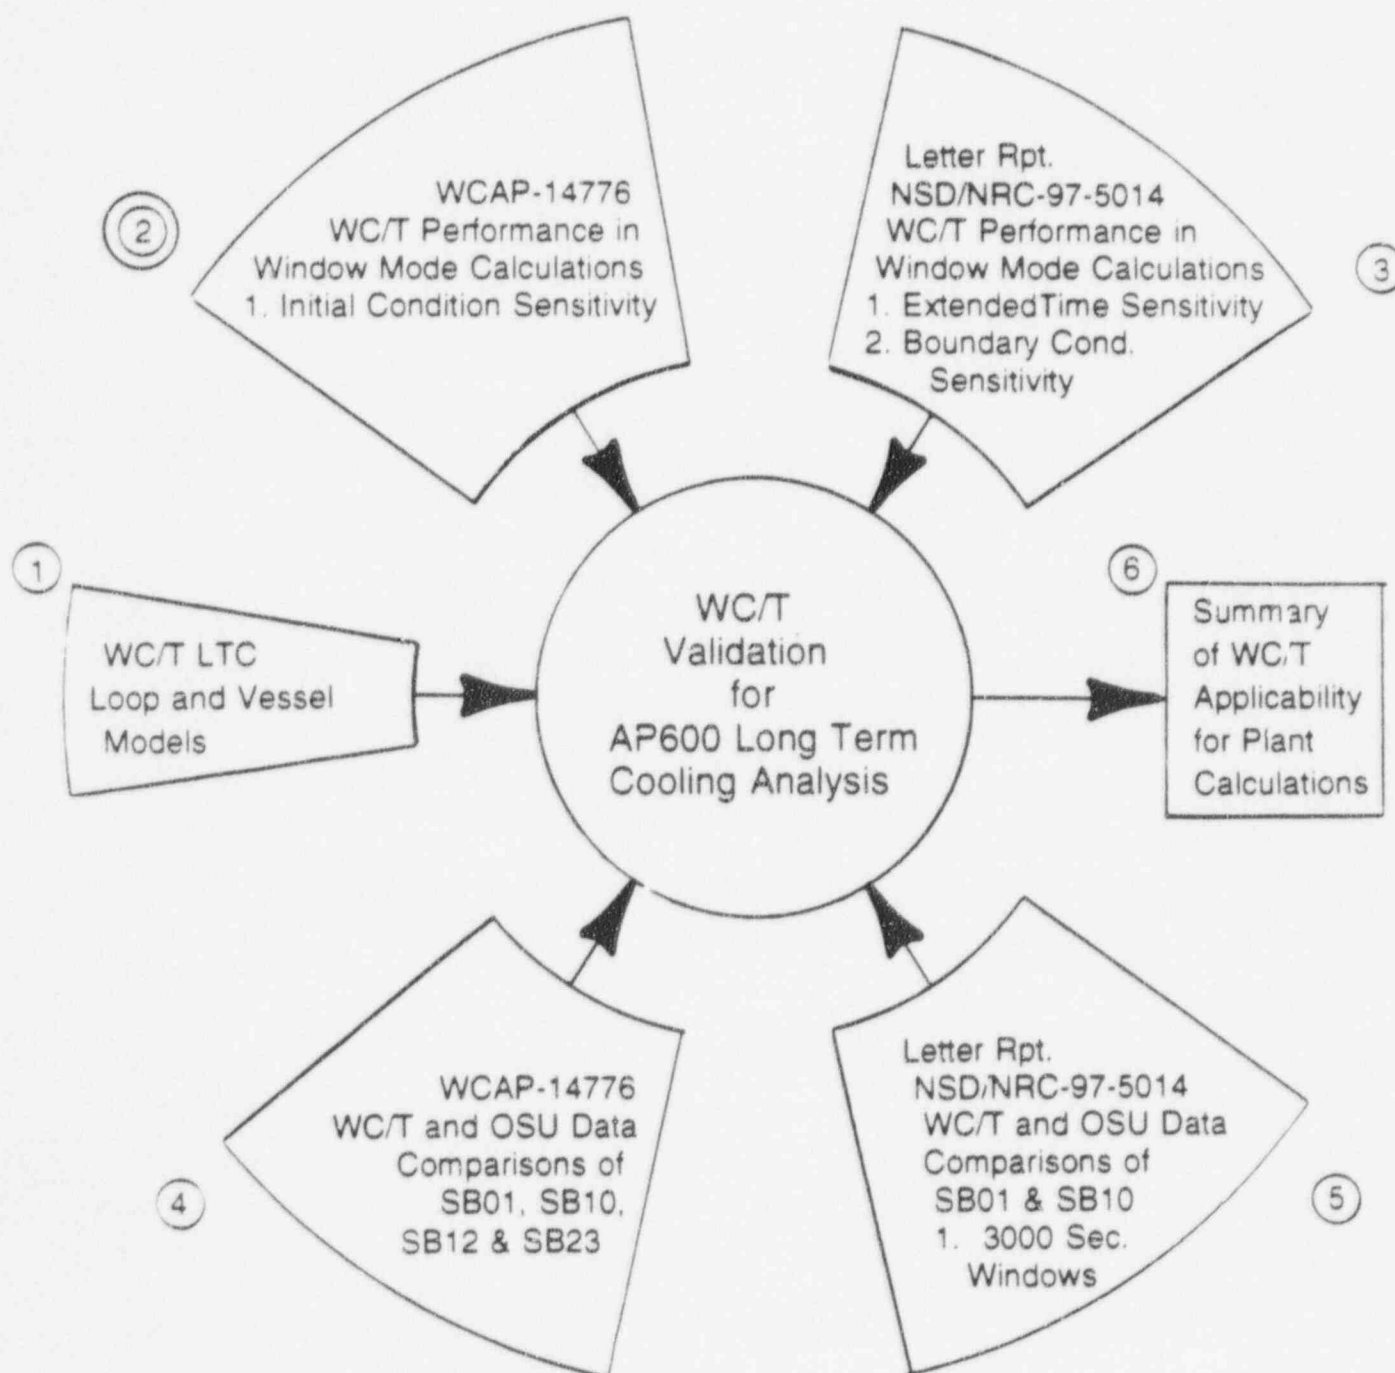 2
WCAP-14776
WC/T Performance in
Window Mode Calculations
1. Initial Condition Sensitivity
Letter Rpt.
NSD/NRC-97-5014
WC/T Performance in
Window Mode Calculations
1. ExtendedTime Sensitivity
2. Boundary Cond.
Sensitivity
3
1
WC/T LTC
Loop and Vessel
Models
WC/T
Validation
for
AP600 Long Term
Cooling Analysis
6
Summary
of WC/T
Applicability
for Plant
Calculations
4
WCAP-14776
WC/T and OSU Data
Comparisons of
SB01, SB10,
SB12 & SB23
Letter Rpt.
NSD/NRC-97-5014
WC/T and OSU Data
Comparisons of
SB01 & SB10
1. 3000 Sec.
Windows
5